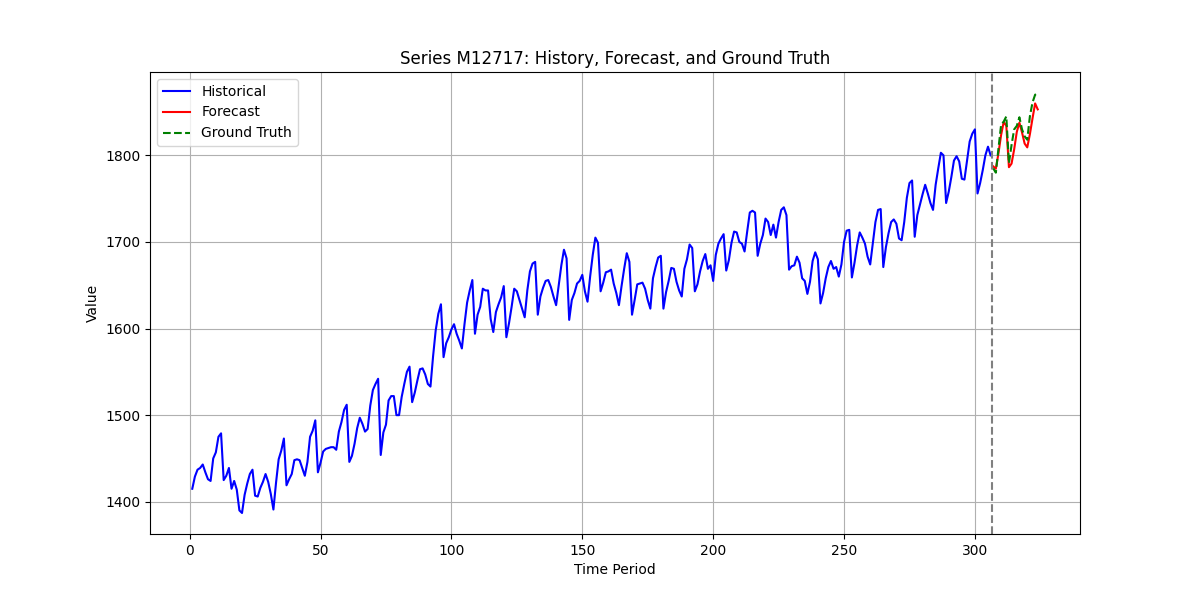 Series M12717: History, Forecast, and Ground Truth
Historical
Forecast
Ground Truth
Value
1800
1700
1600
1500
1400
0 50 100 150 200 250 300
Time Period